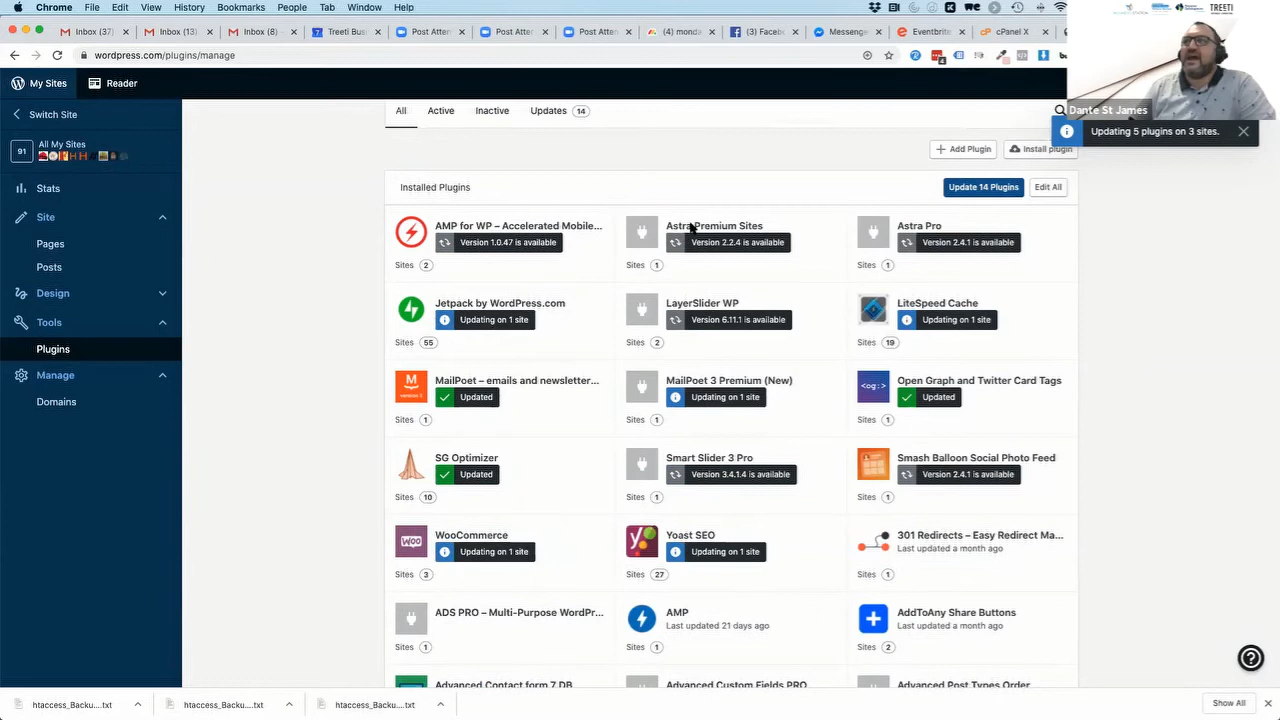 Chrome File Edit View History Bookmarks People Tab Window Help
Inbox (37) Inbox (13) Inbox (8) - Treeti Busi Post Atten Post Atten Post Atten (4) monda Faceb Messenge Eventbrite cPanel X
wordpress.com/plugins/manage
TREETI
Dante St James
My Sites Reader
Updating 5 plugins on 3 sites.
Switch Site
91 All My Sites
Stats
Site
Pages
Posts
Design
Tools
Plugins
Manage
Domains
All Active Inactive Updates 14
Add Plugin Install plugin
Installed Plugins Update 14 Plugins Edit All
AMP for WP – Accelerated Mobile...
Version 1.0.47 is available
Sites 2
Astra Premium Sites
Version 2.2.4 is available
Sites 1
Astra Pro
Version 2.4.1 is available
Sites 1
Jetpack by WordPress.com
Updating on 1 site
Sites 55
LayerSlider WP
Version 6.11.1 is available
Sites 2
LiteSpeed Cache
Updating on 1 site
Sites 19
MailPoet – emails and newsletter...
Updated
Sites 1
MailPoet 3 Premium (New)
Updating on 1 site
Sites 1
<og:>
Open Graph and Twitter Card Tags
Updated
Sites 1
SG Optimizer
Updated
Sites 10
Smart Slider 3 Pro
Version 3.4.1.4 is available
Sites 1
Smash Balloon Social Photo Feed
Version 2.4.1 is available
Sites 1
WOO
WooCommerce
Updating on 1 site
Sites 3
Yoast SEO
Updating on 1 site
Sites 27
301 Redirects – Easy Redirect Ma...
Last updated a month ago
Sites 1
ADS PRO – Multi-Purpose WordPr...
Sites 1
AMP
Last updated 21 days ago
Sites 1
AddToAny Share Buttons
Last updated a month ago
Sites 2
Advanced Contact form 7 DB
Advanced Custom Fields PRO
Advanced Post Types Order
htaccess_Backu....txt htaccess_Backu....txt htaccess_Backu....txt Show All